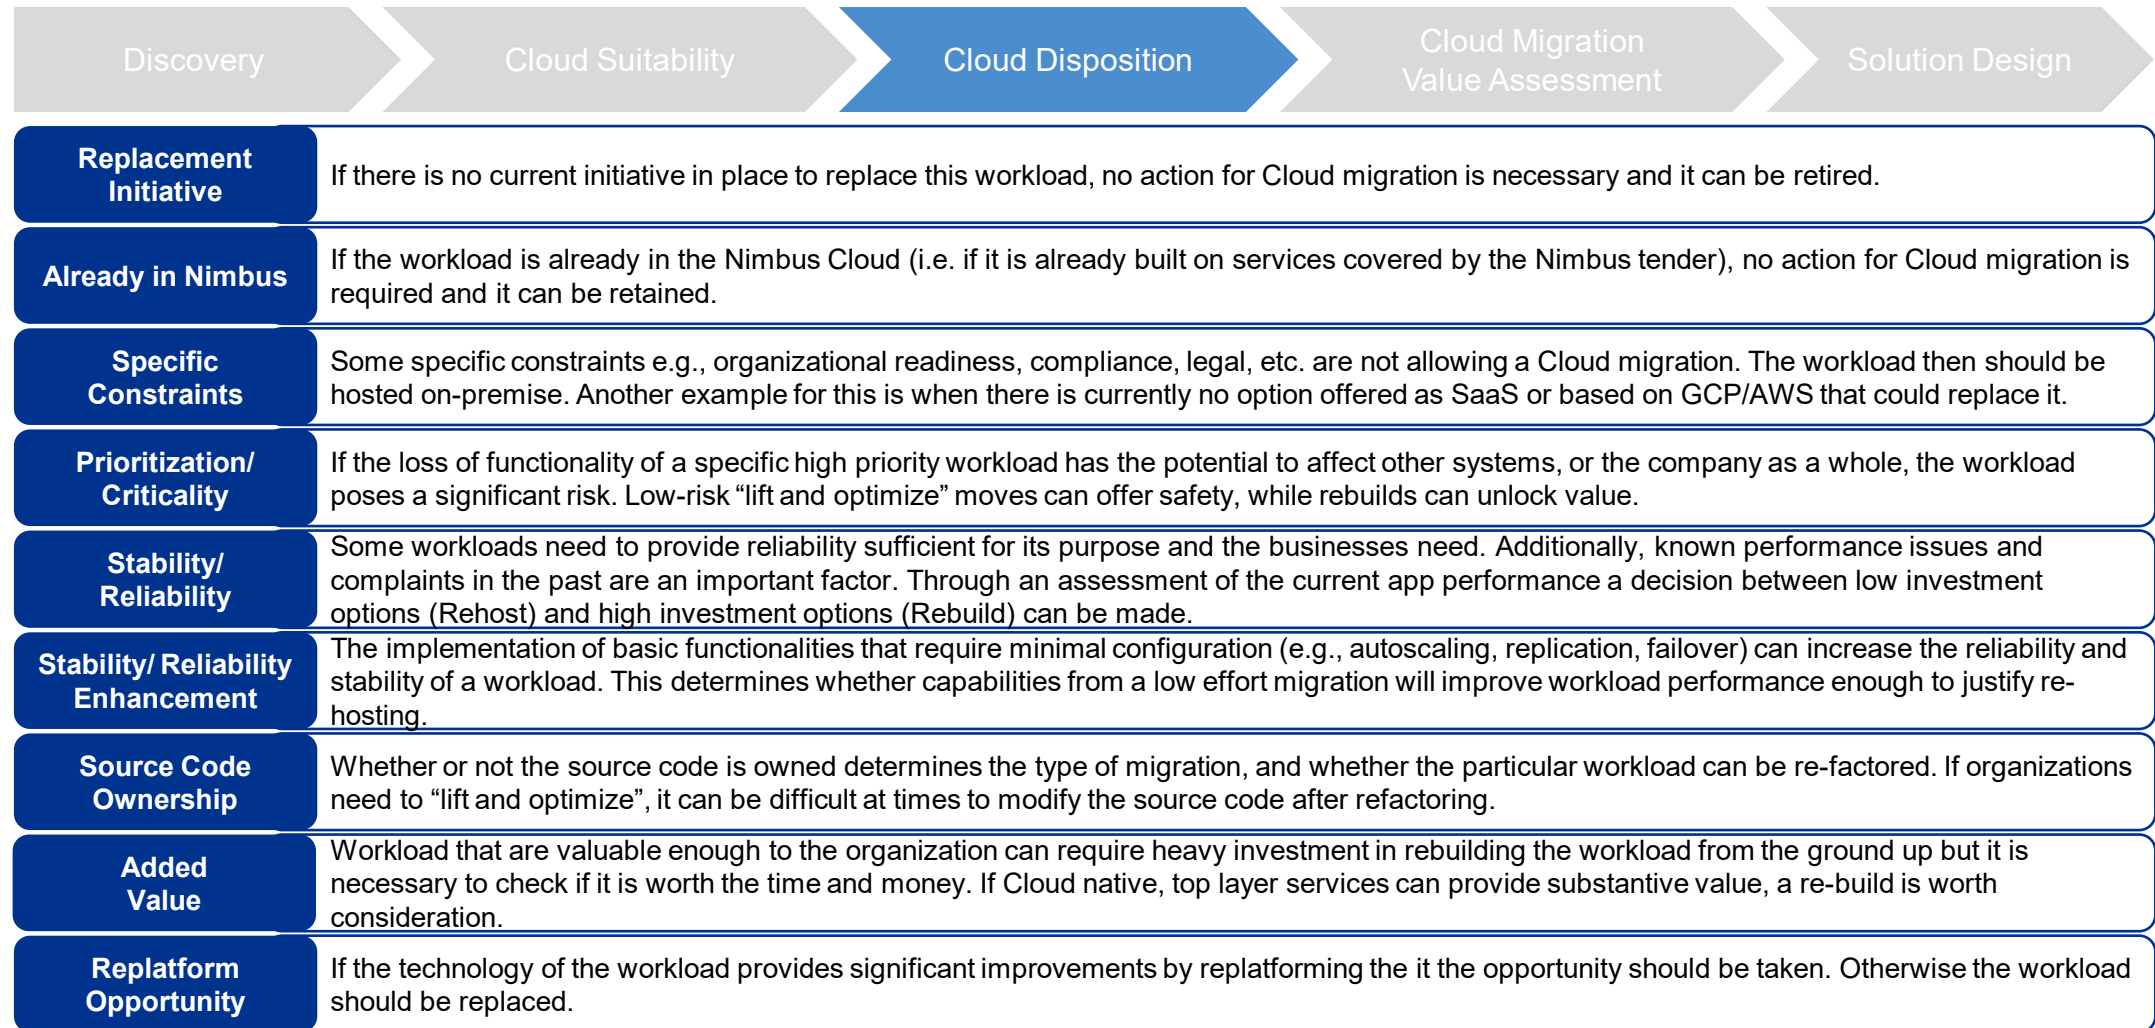 Discovery
Cloud Suitability
Cloud Disposition
Cloud Migration
Value Assessment
Solution Design
Replacement
Initiative
If there is no current initiative in place to replace this workload, no action for Cloud migration is necessary and it can be retired.
Already in Nimbus
If the workload is already in the Nimbus Cloud (i.e. if it is already built on services covered by the Nimbus tender), no action for Cloud migration is
required and it can be retained.
Specific
Constraints
Some specific constraints e.g., organizational readiness, compliance, legal, etc. are not allowing a Cloud migration. The workload then should be
hosted on-premise. Another example for this is when there is currently no option offered as SaaS or based on GCP/AWS that could replace it.
Prioritization/
Criticality
If the loss of functionality of a specific high priority workload has the potential to affect other systems, or the company as a whole, the workload
poses a significant risk. Low-risk “lift and optimize” moves can offer safety, while rebuilds can unlock value.
Stability/
Reliability
Some workloads need to provide reliability sufficient for its purpose and the businesses need. Additionally, known performance issues and
complaints in the past are an important factor. Through an assessment of the current app performance a decision between low investment
options (Rehost) and high investment options (Rebuild) can be made.
Stability/ Reliability
Enhancement
The implementation of basic functionalities that require minimal configuration (e.g., autoscaling, replication, failover) can increase the reliability and
stability of a workload. This determines whether capabilities from a low effort migration will improve workload performance enough to justify re-
hosting.
Source Code
Ownership
Whether or not the source code is owned determines the type of migration, and whether the particular workload can be re-factored. If organizations
need to “lift and optimize”, it can be difficult at times to modify the source code after refactoring.
Added
Value
Workload that are valuable enough to the organization can require heavy investment in rebuilding the workload from the ground up but it is
necessary to check if it is worth the time and money. If Cloud native, top layer services can provide substantive value, a re-build is worth
consideration.
Replatform
Opportunity
If the technology of the workload provides significant improvements by replatforming the it the opportunity should be taken. Otherwise the workload
should be replaced.